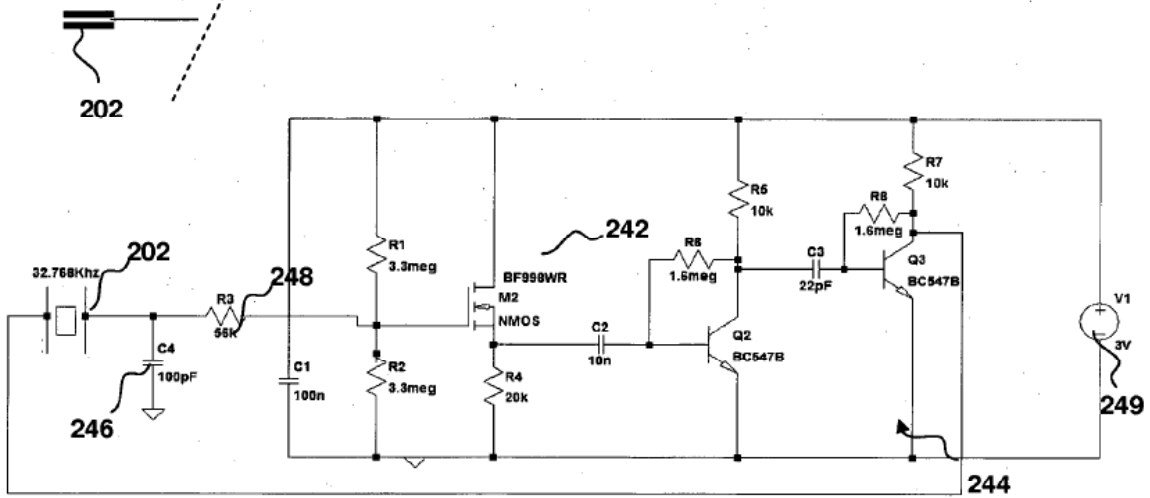 202
R7
10k
R5
10k
R8
1.6meg
242
R6
1.6meg
C3
22pF
Q3
BC547B
202
32.768Khz
248
R1
3.3meg
BF998WR
M2
NMOS
R3
56k
V1
+
3V
C2
10n
Q2
BC547B
C4
100pF
C1
100n
R2
3.3meg
R4
20k
246
249
244